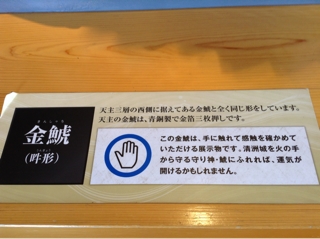 きんしゃち
金鯱
（吽形）
天主三層の西側に据えてある金鯱と全く同じ形をしています。
天主の金鯱は、青銅製で金箔三枚押しです。
この金鯱は、手に触れて感触を確かめて
いただける展示物です。清洲城を火の手
から守る守り神・鯱にふれれば、運気が
開けるかもしれません。